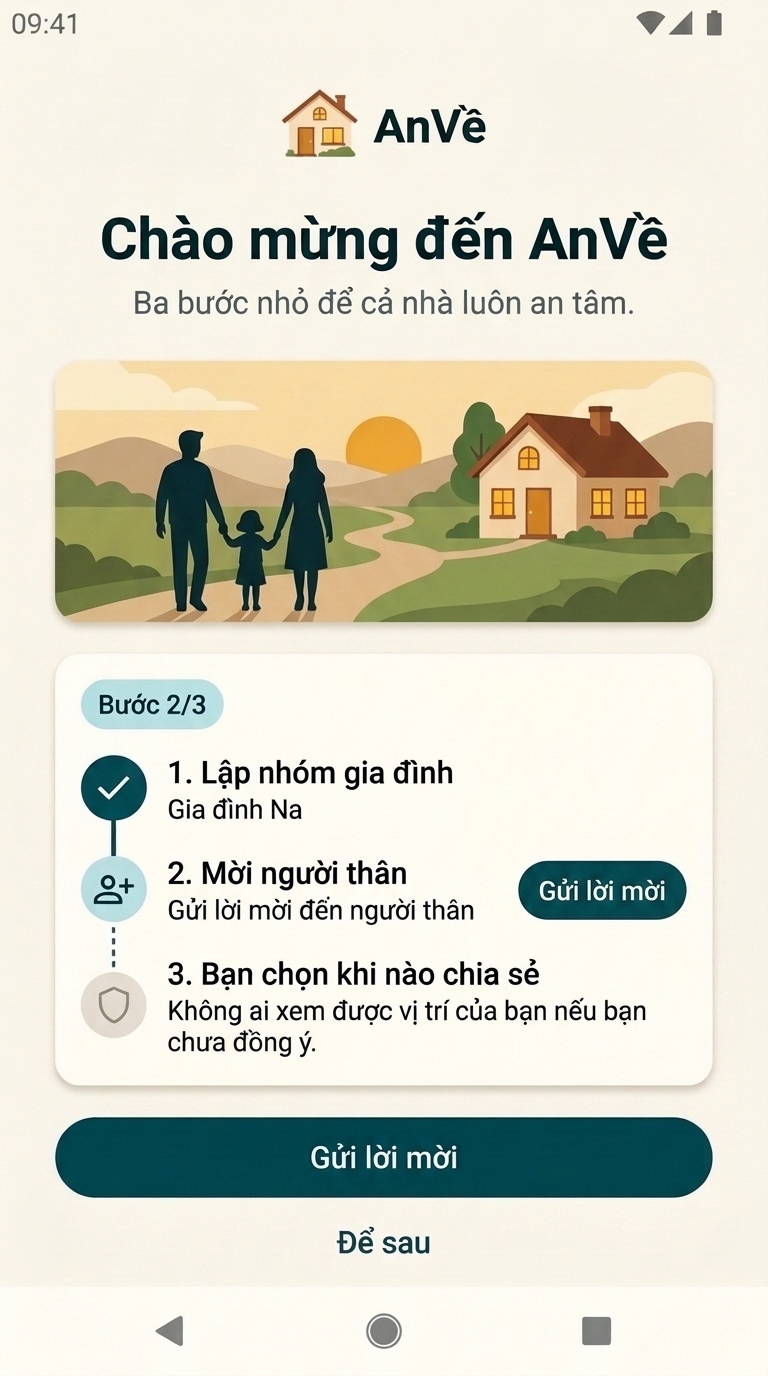 09:41
AnVề
Chào mừng đến AnVề
Ba bước nhỏ để cả nhà luôn an tâm.
Bước 2/3
1. Lập nhóm gia đình
Gia đình Na
2. Mời người thân
Gửi lời mời đến người thân
Gửi lời mời
3. Bạn chọn khi nào chia sẻ
Không ai xem được vị trí của bạn nếu bạn
chưa đồng ý.
Gửi lời mời
Để sau